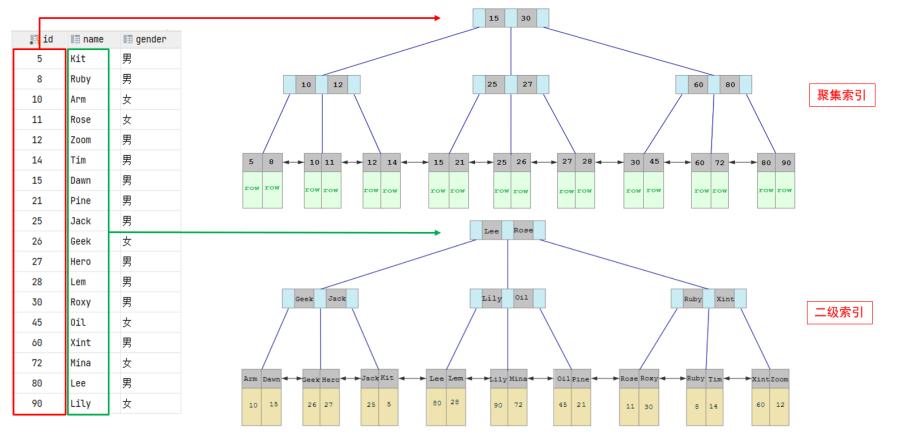 id name gender
5 Kit 男
8 Ruby 男
10 Arm 女
11 Rose 女
12 Zoom 男
14 Tim 男
15 Dawn 男
21 Pine 男
25 Jack 男
26 Geek 女
27 Hero 男
28 Lem 男
30 Roxy 男
45 Oil 女
60 Xint 男
72 Mina 女
80 Lee 男
90 Lily 女
15 30
10 12 25 27 60 80
聚集索引
5 8 10 11 12 14 15 21 25 26 27 28 30 45 60 72 80 90
row row row row row row row row row row row row row row row row row row
Lee Rose
Geek Jack Lily Oil Ruby Xint
二级索引
Arm Dawn Geek Hero Jack Kit Lee Lem Lily Mina Oil Pine Rose Roxy Ruby Tim Xint Zoom
10 15 26 27 25 5 80 28 90 72 45 21 11 30 8 14 60 12